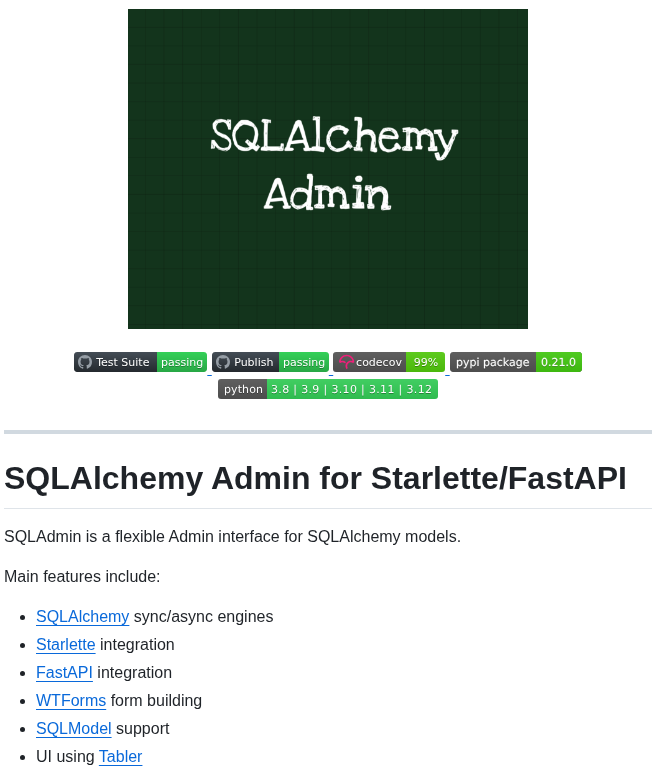 SQLAlchemy
Admin
Test Suite passing Publish passing codecov 99% pypi package 0.21.0
python 3.8 | 3.9 | 3.10 | 3.11 | 3.12
SQLAlchemy Admin for Starlette/FastAPI
SQLAdmin is a flexible Admin interface for SQLAlchemy models.
Main features include:
• SQLAlchemy sync/async engines
• Starlette integration
• FastAPI integration
• WTForms form building
• SQLModel support
• UI using Tabler